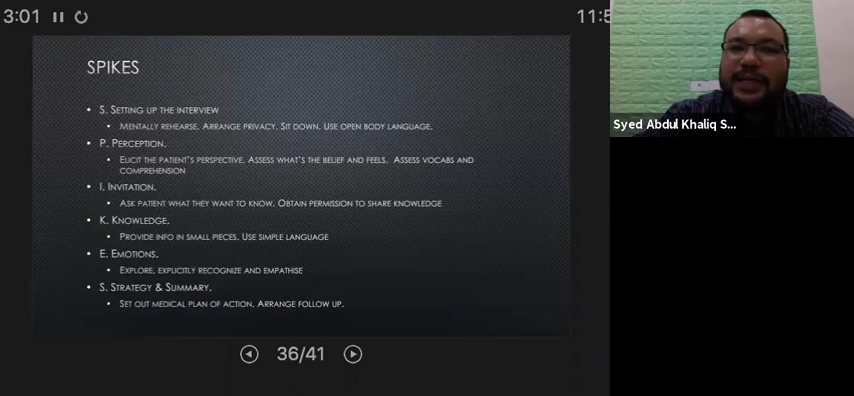 3:01
11:5
SPIKES
• S. SETTING UP THE INTERVIEW
• MENTALLY REHEARSE. ARRANGE PRIVACY. SIT DOWN. USE OPEN BODY LANGUAGE.
• P. PERCEPTION.
• ELICIT THE PATIENT'S PERSPECTIVE. ASSESS WHAT'S THE BELIEF AND FEELS. ASSESS VOCABS AND
COMPREHENSION
• I. INVITATION.
• ASK PATIENT WHAT THEY WANT TO KNOW. OBTAIN PERMISSION TO SHARE KNOWLEDGE
• K. KNOWLEDGE.
• PROVIDE INFO IN SMALL PIECES. USE SIMPLE LANGUAGE
• E. EMOTIONS.
• EXPLORE, EXPLICITLY RECOGNIZE AND EMPATHISE
• S. STRATEGY & SUMMARY.
• SET OUT MEDICAL PLAN OF ACTION. ARRANGE FOLLOW UP.
36/41
Syed Abdul Khaliq S...